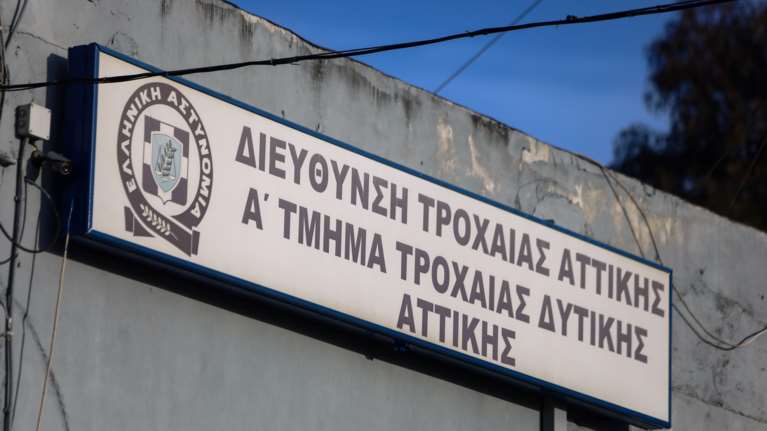 ΕΛΛΗΝΙΚΗ ΑΣΤΥΝΟΜΙΑ
ΔΙΕΥΘΥΝΣΗ ΤΡΟΧΑΙΑΣ ΑΤΤΙΚΗΣ
Α΄ ΤΜΗΜΑ ΤΡΟΧΑΙΑΣ ΔΥΤΙΚΗΣ
ΑΤΤΙΚΗΣ